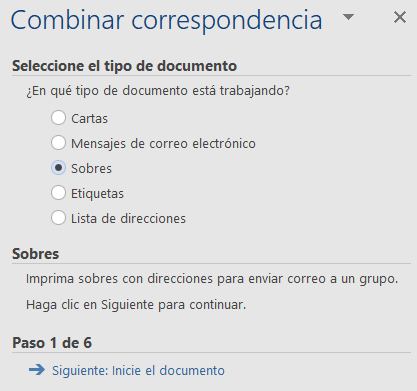 Combinar correspondencia
Seleccione el tipo de documento
¿En qué tipo de documento está trabajando?
Cartas
Mensajes de correo electrónico
Sobres
Etiquetas
Lista de direcciones
Sobres
Imprima sobres con direcciones para enviar correo a un grupo.
Haga clic en Siguiente para continuar.
Paso 1 de 6
Siguiente: Inicie el documento